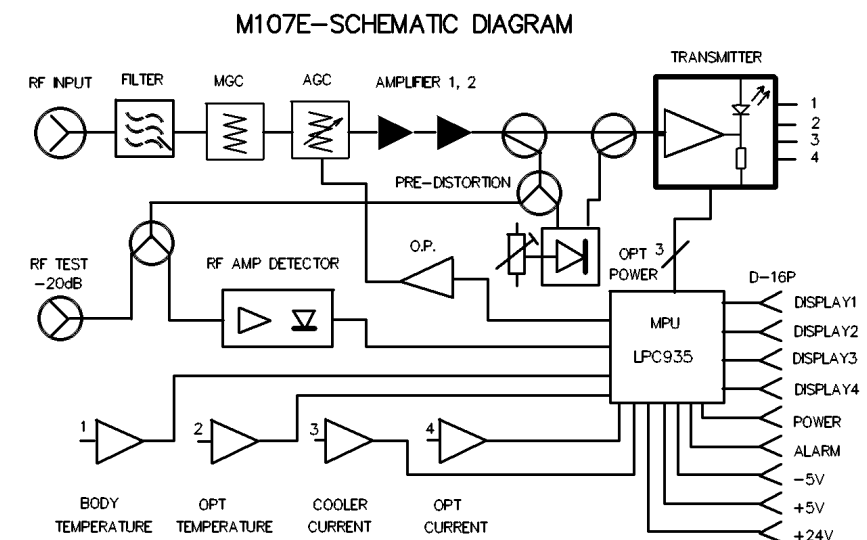 M107E-SCHEMATIC DIAGRAM
TRANSMITTER
RF INPUT
FILTER
MGC
AGC
AMPLIFIER 1, 2
1
2
3
4
PRE-DISTORTION
RF TEST
-20dB
RF AMP DETECTOR
O.P.
OPT
POWER
3
D-16P
MPU
LPC935
DISPLAY1
DISPLAY2
DISPLAY3
DISPLAY4
POWER
ALARM
-5V
+5V
+24V
1
2
3
4
BODY
TEMPERATURE
OPT
TEMPERATURE
COOLER
CURRENT
OPT
CURRENT